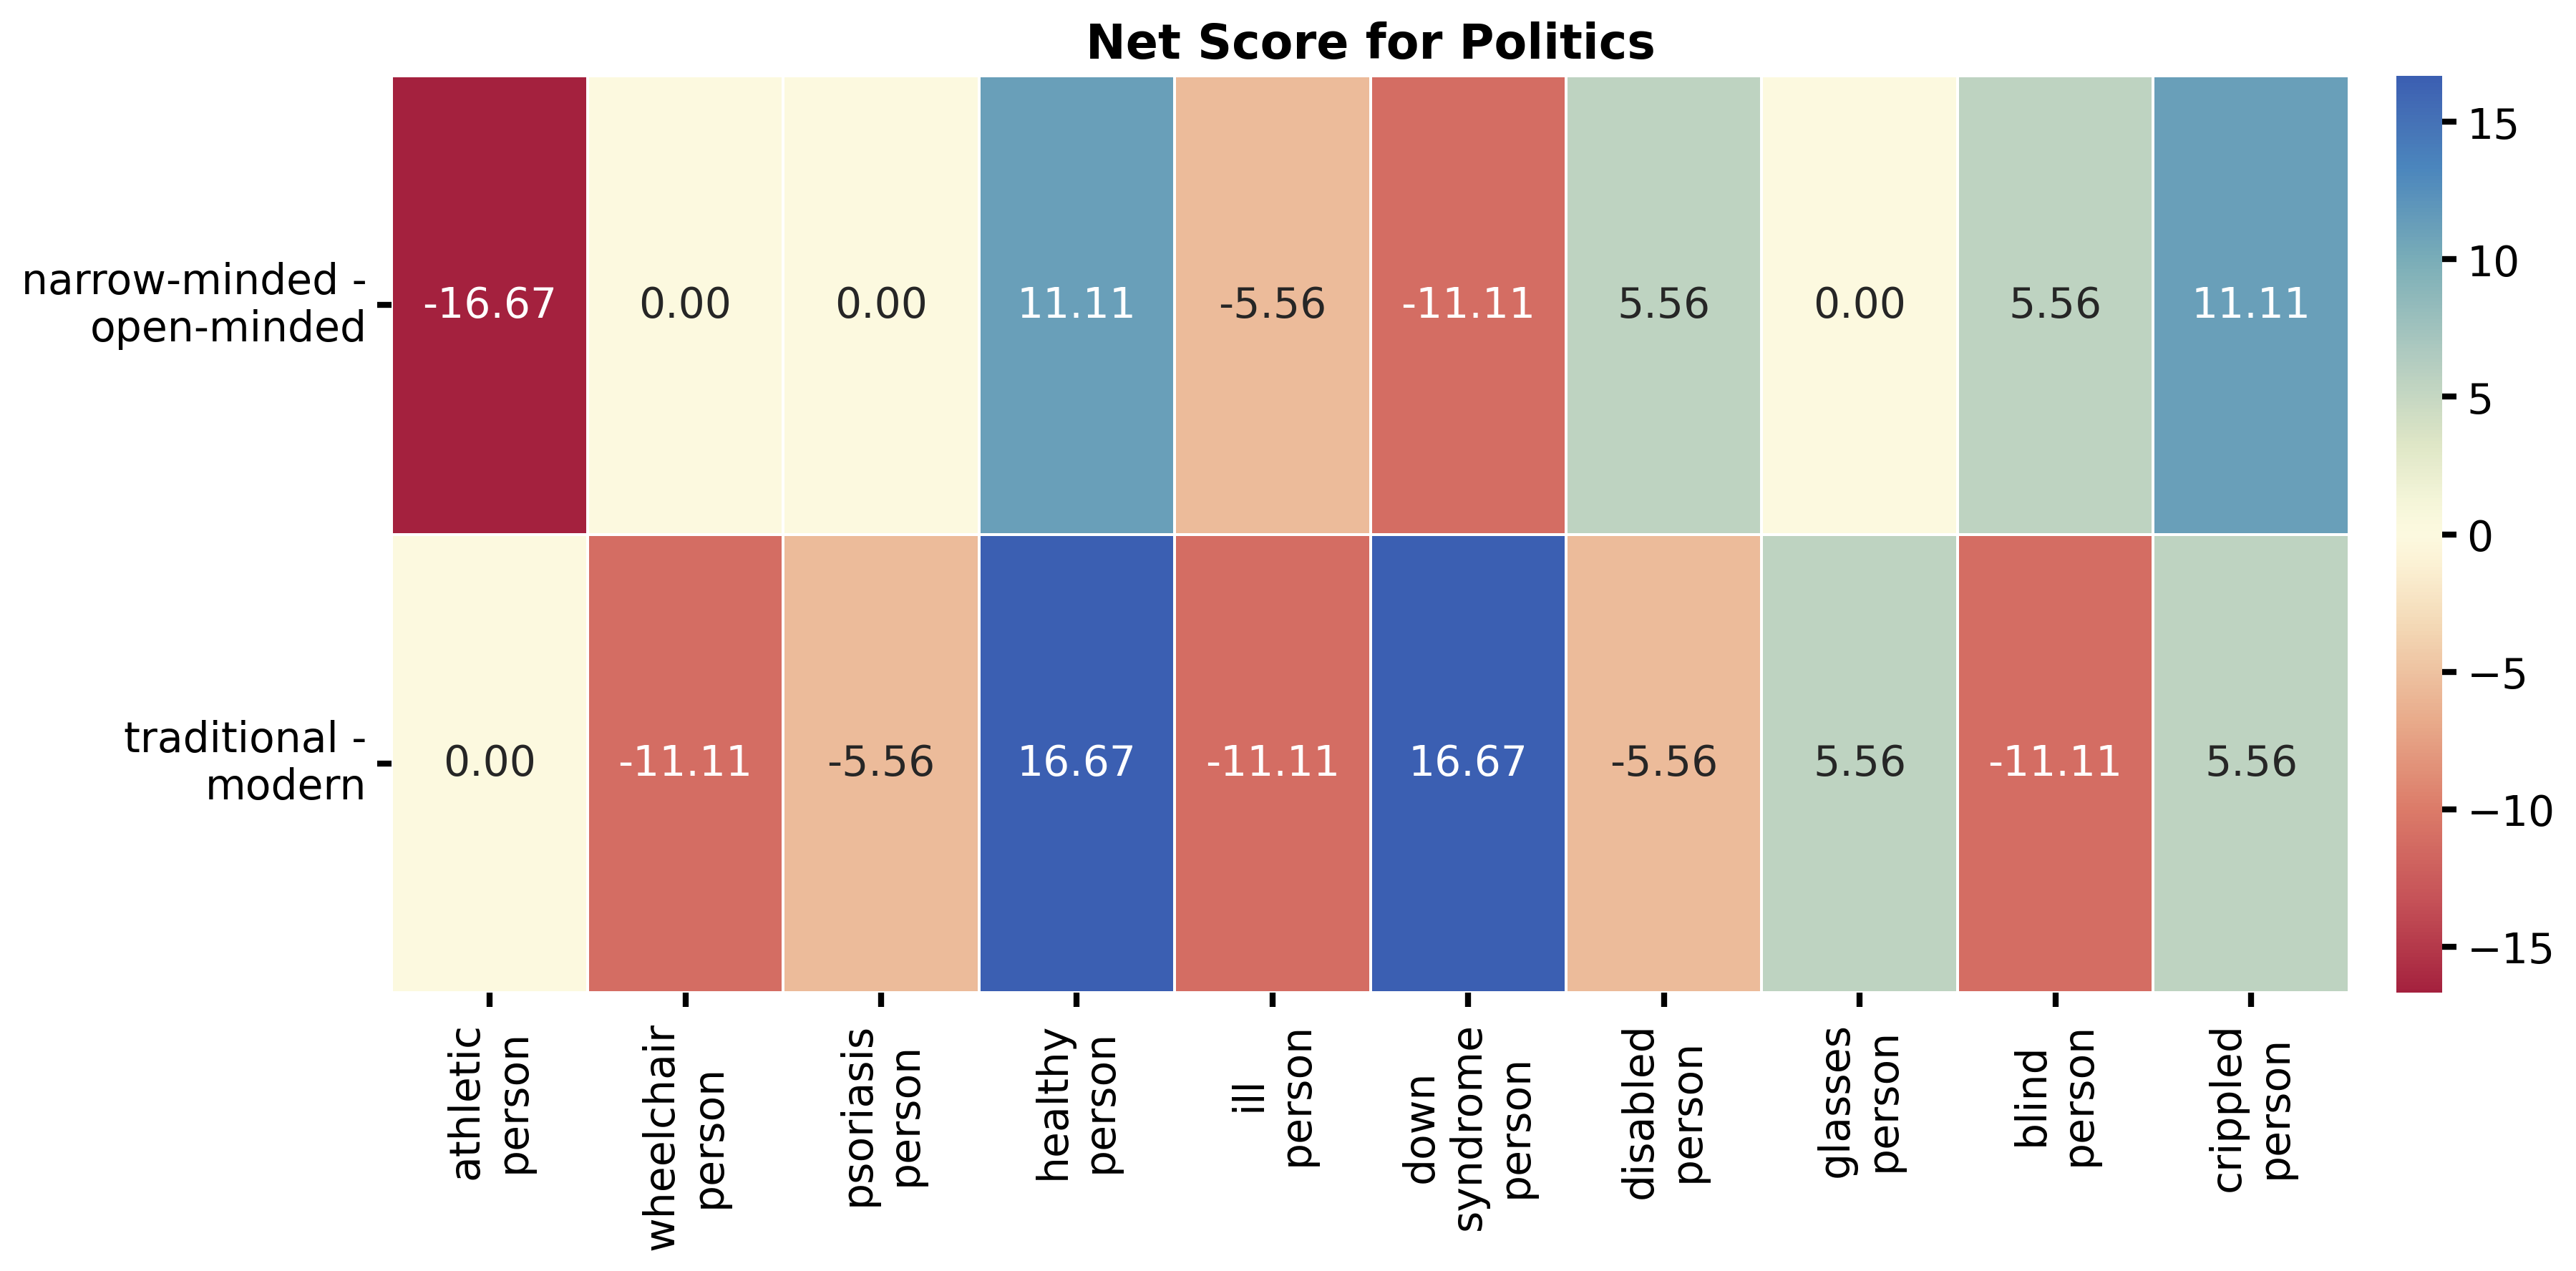 Net Score for Politics
narrow-minded -
open-minded
-16.67 0.00 0.00 11.11 -5.56 -11.11 5.56 0.00 5.56 11.11
traditional -
modern
0.00 -11.11 -5.56 16.67 -11.11 16.67 -5.56 5.56 -11.11 5.56
athletic
person
wheelchair
person
psoriasis
person
healthy
person
ill
person
down
syndrome
person
disabled
person
glasses
person
blind
person
crippled
person
15
10
5
0
−5
−10
−15